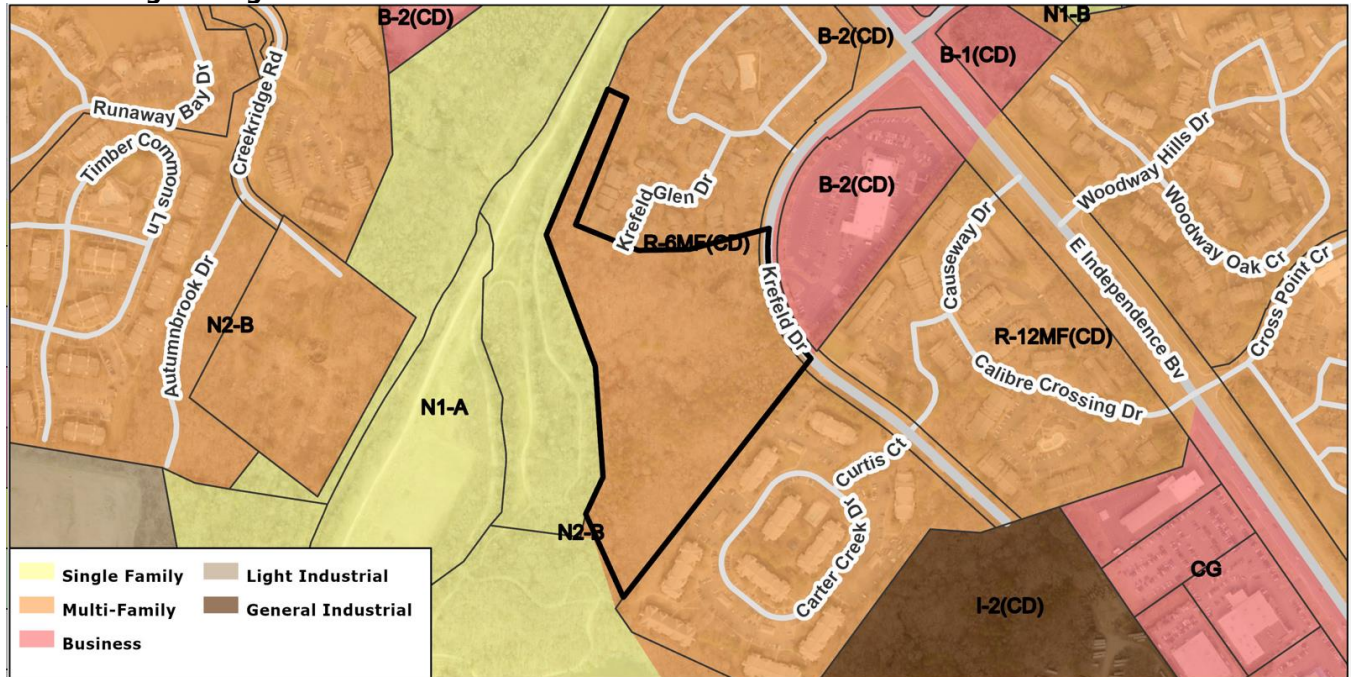 B-2(CD)
N1-B
B-2(CD)
B-1(CD)
Runaway Bay Dr
Creekridge Rd
Timber Commons Ln
Woodway Hills Dr
B-2(CD)
Krefeld Glen Dr
Woodway Oak Cr
Causeway Dr
R-6MF(CD)
E Independence Bv
Cross Point Cr
Autumnbrook Dr
Krefeld Dr
N2-B
R-12MF(CD)
Calibre Crossing Dr
N1-A
Curtis Ct
N2-B
Carter Creek Dr
CG
I-2(CD)
Single Family
Light Industrial
Multi-Family
General Industrial
Business